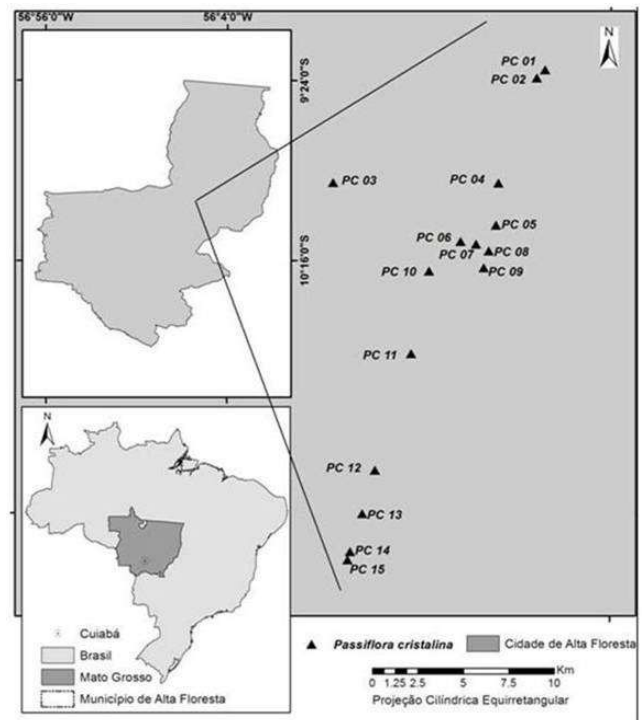 56°56'0"W 56°4'0"W
N
9°24'0"S
10°16'0"S
PC 01
PC 02
PC 03
PC 04
PC 05
PC 06
PC 07
PC 08
PC 09
PC 10
PC 11
PC 12
PC 13
PC 14
PC 15
N
Cuiabá
Brasil
Mato Grosso
Município de Alta Floresta
Passiflora cristalina
Cidade de Alta Floresta
Km
0 1.25 2.5 5 7.5 10
Projeção Cilíndrica Equirretangular